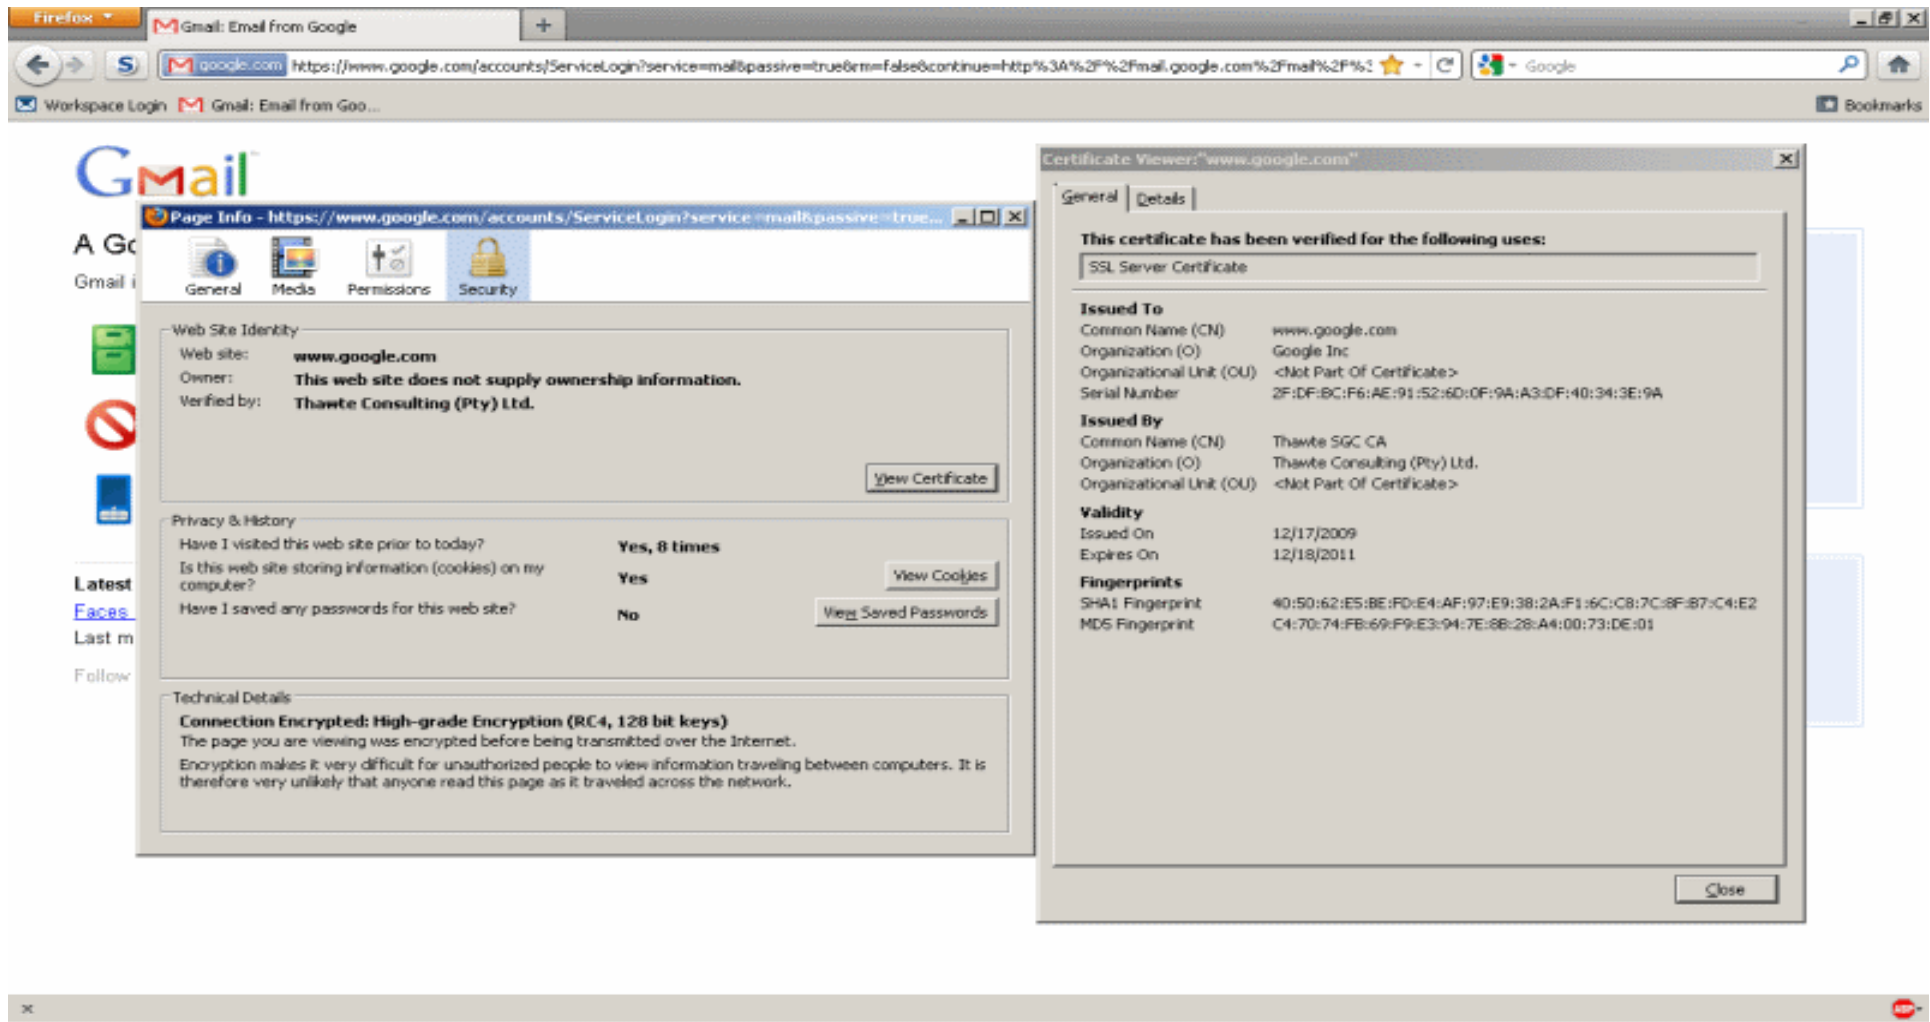 Firefox
Gmail: Email from Google
google.com https://www.google.com/accounts/ServiceLogin?service=mail&passive=true&rm=false&continue=http%3A%2F%2Fmail.google.com%2Fmail%2F%3
Google
Workspace Login
Gmail: Email from Goo...
Bookmarks
Gmail
A Go
Gmail i
Latest
Faces
Last m
Follow
Page Info - https://www.google.com/accounts/ServiceLogin?service=mail&passive=true...
General Media Permissions Security
Web Site Identity
Web site: www.google.com
Owner: This web site does not supply ownership information.
Verified by: Thawte Consulting (Pty) Ltd.
View Certificate
Privacy & History
Have I visited this web site prior to today? Yes, 8 times
Is this web site storing information (cookies) on my
computer? Yes View Cookies
Have I saved any passwords for this web site? No View Saved Passwords
Technical Details
Connection Encrypted: High-grade Encryption (RC4, 128 bit keys)
The page you are viewing was encrypted before being transmitted over the Internet.
Encryption makes it very difficult for unauthorized people to view information traveling between computers. It is
therefore very unlikely that anyone read this page as it traveled across the network.
Certificate Viewer:"www.google.com"
General Details
This certificate has been verified for the following uses:
SSL Server Certificate
Issued To
Common Name (CN) www.google.com
Organization (O) Google Inc
Organizational Unit (OU) <Not Part Of Certificate>
Serial Number 2F:DF:BC:F6:AE:91:52:6D:0F:9A:A3:DF:40:34:3E:9A
Issued By
Common Name (CN) Thawte SGC CA
Organization (O) Thawte Consulting (Pty) Ltd.
Organizational Unit (OU) <Not Part Of Certificate>
Validity
Issued On 12/17/2009
Expires On 12/18/2011
Fingerprints
SHA1 Fingerprint 40:50:62:E5:BE:FD:E4:AF:97:E9:38:2A:F1:6C:C8:7C:8F:B7:C4:E2
MD5 Fingerprint C4:70:74:FB:69:F9:E3:94:7E:8B:28:A4:00:73:DE:01
Close
ABP